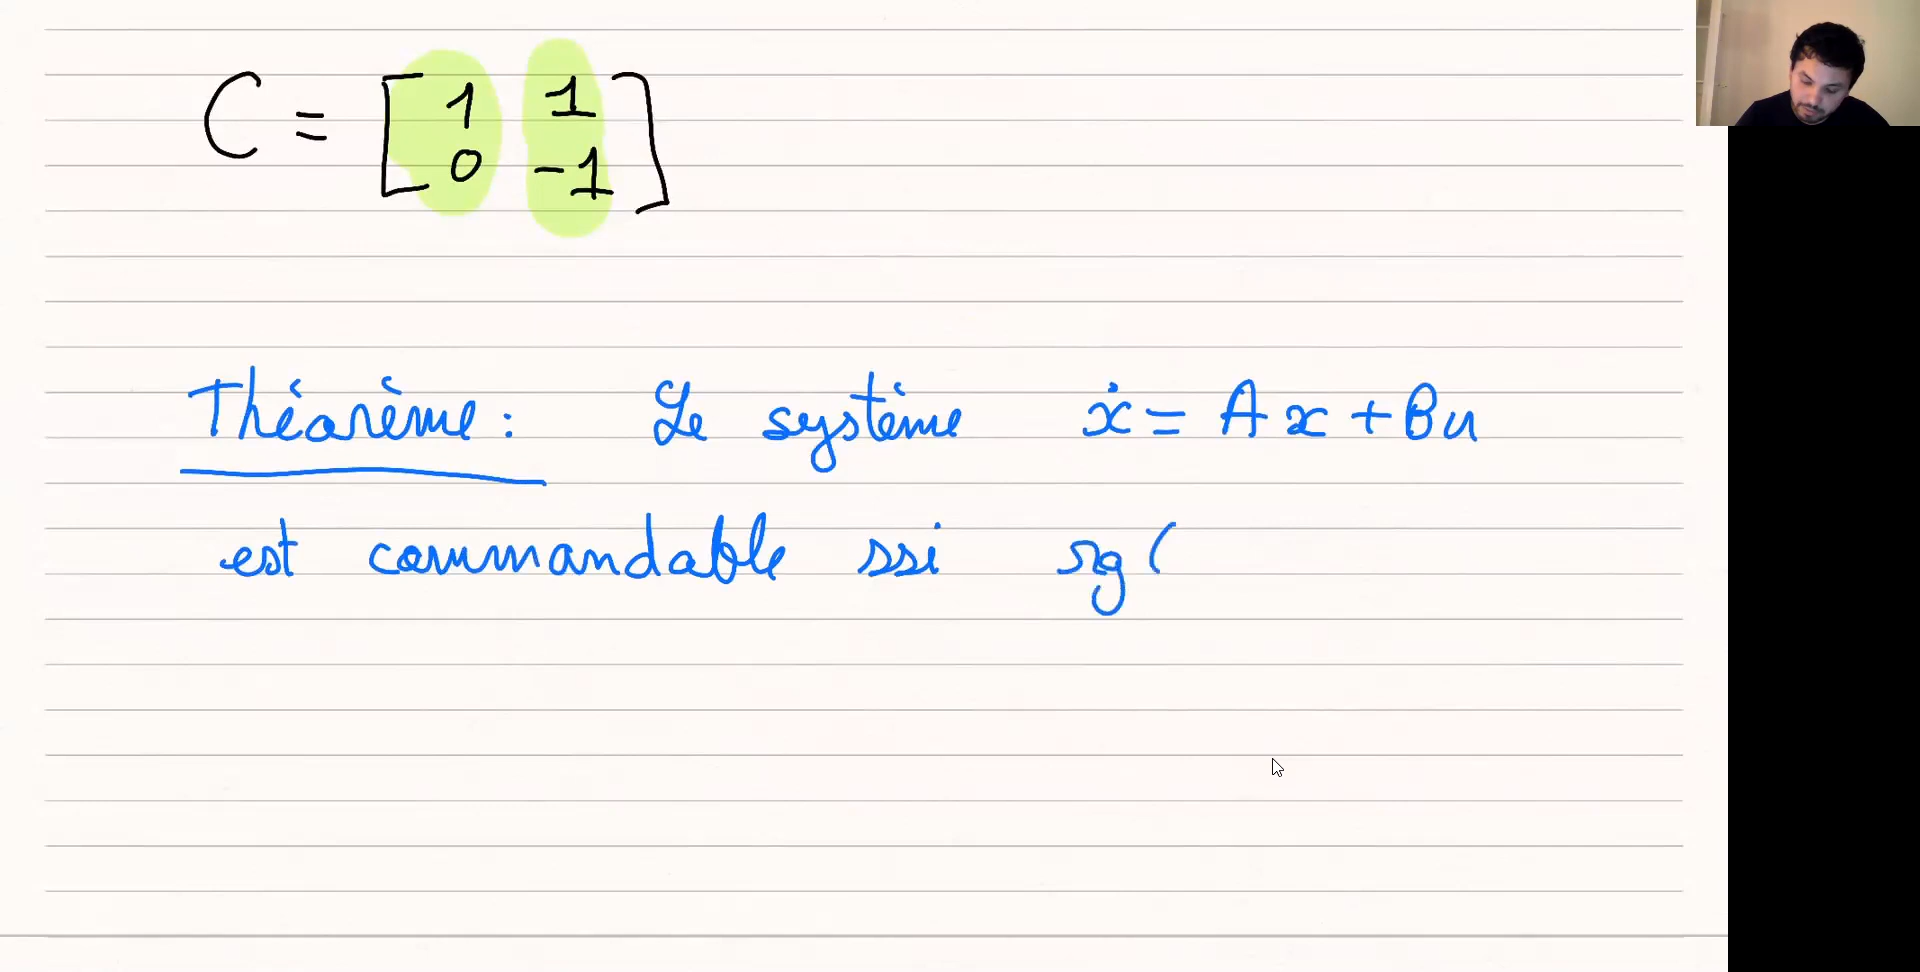 C = [ 1 1
0 -1 ]
Théorème : Le système ẋ = Ax + Bu
est commandable ssi rg (